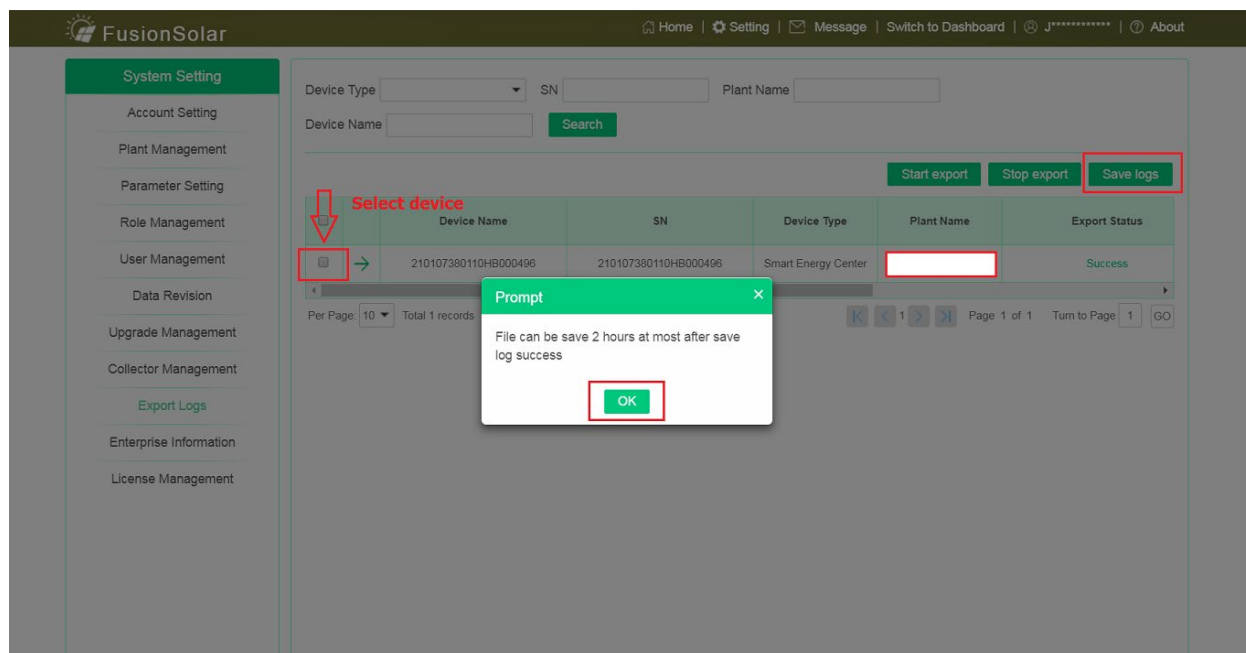 FusionSolar
Home | Setting | Message | Switch to Dashboard | J************ | About
System Setting
Account Setting
Plant Management
Parameter Setting
Role Management
User Management
Data Revision
Upgrade Management
Collector Management
Export Logs
Enterprise Information
License Management
Device Type SN Plant Name
Device Name Search
Start export Stop export Save logs
Select device
Device Name SN Device Type Plant Name Export Status
210107380110HB000496 210107380110HB000496 Smart Energy Center Success
Per Page: 10 Total 1 records 1 Page 1 of 1 Turn to Page 1 GO
Prompt
File can be save 2 hours at most after save
log success
OK